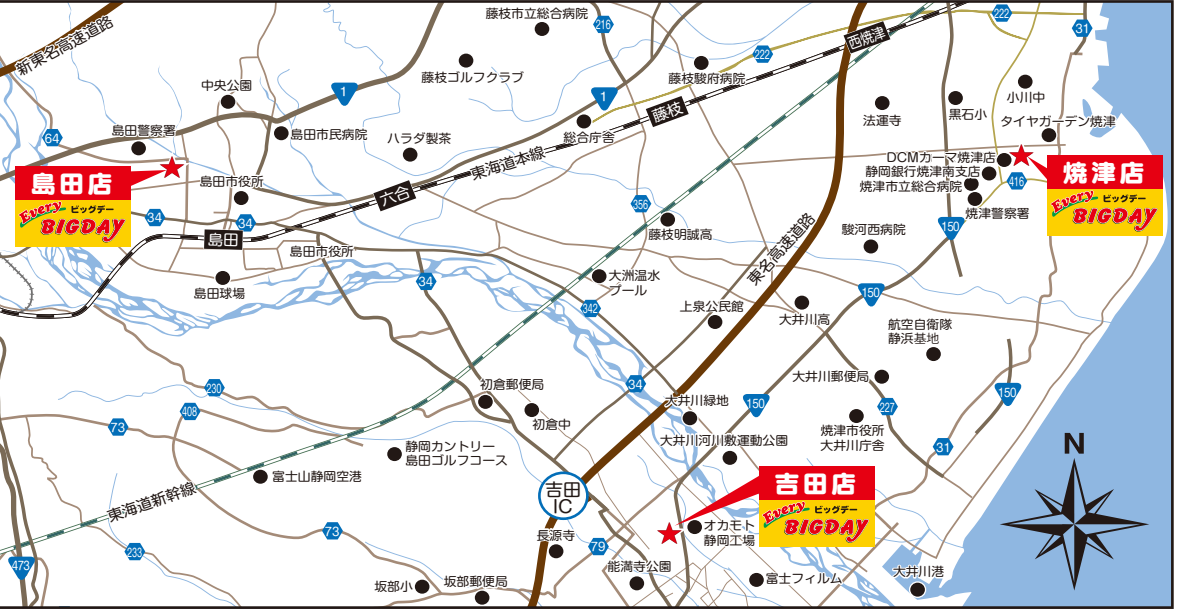 藤枝市立総合病院
216
222
31
新東名高速道路
西焼津
222
藤枝ゴルフクラブ
藤枝駿府病院
中央公園
1
1
小川中
黒石小
藤枝
法運寺
タイヤガーデン焼津
64
島田警察署
島田市民病院
ハラダ製茶
総合庁舎
東海道本線
DCMカーマ焼津店
静岡銀行焼津南支店
焼津市立総合病院
416
焼津店
Every ビッグデー
BIGDAY
島田店
Every ビッグデー
BIGDAY
島田市役所
六合
356
焼津警察署
34
34
島田
島田市役所
藤枝明誠高
東名高速道路
駿河西病院
150
島田球場
34
大洲温水
プール
342
上泉公民館
大井川高
150
航空自衛隊
静浜基地
230
初倉郵便局
34
大井川緑地
150
大井川郵便局
150
408
73
初倉中
227
焼津市役所
大井川庁舎
31
静岡カントリー
島田ゴルフコース
大井川河川敷運動公園
N
富士山静岡空港
吉田
IC
吉田店
Every ビッグデー
BIGDAY
東海道新幹線
73
長源寺
オカモト
静岡工場
233
79
473
能満寺公園
富士フィルム
大井川港
坂部小
坂部郵便局